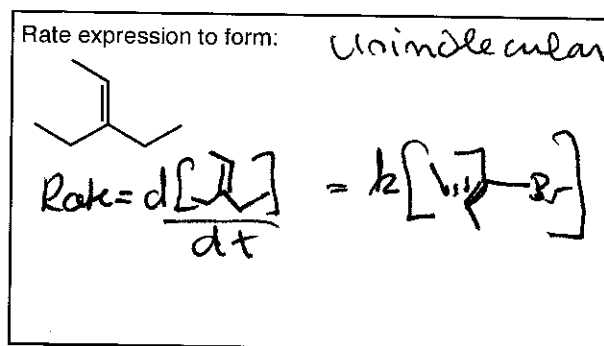 Rate expression to form:
Unimolecular
Rate = d[ ]
dt
= k[ Br]